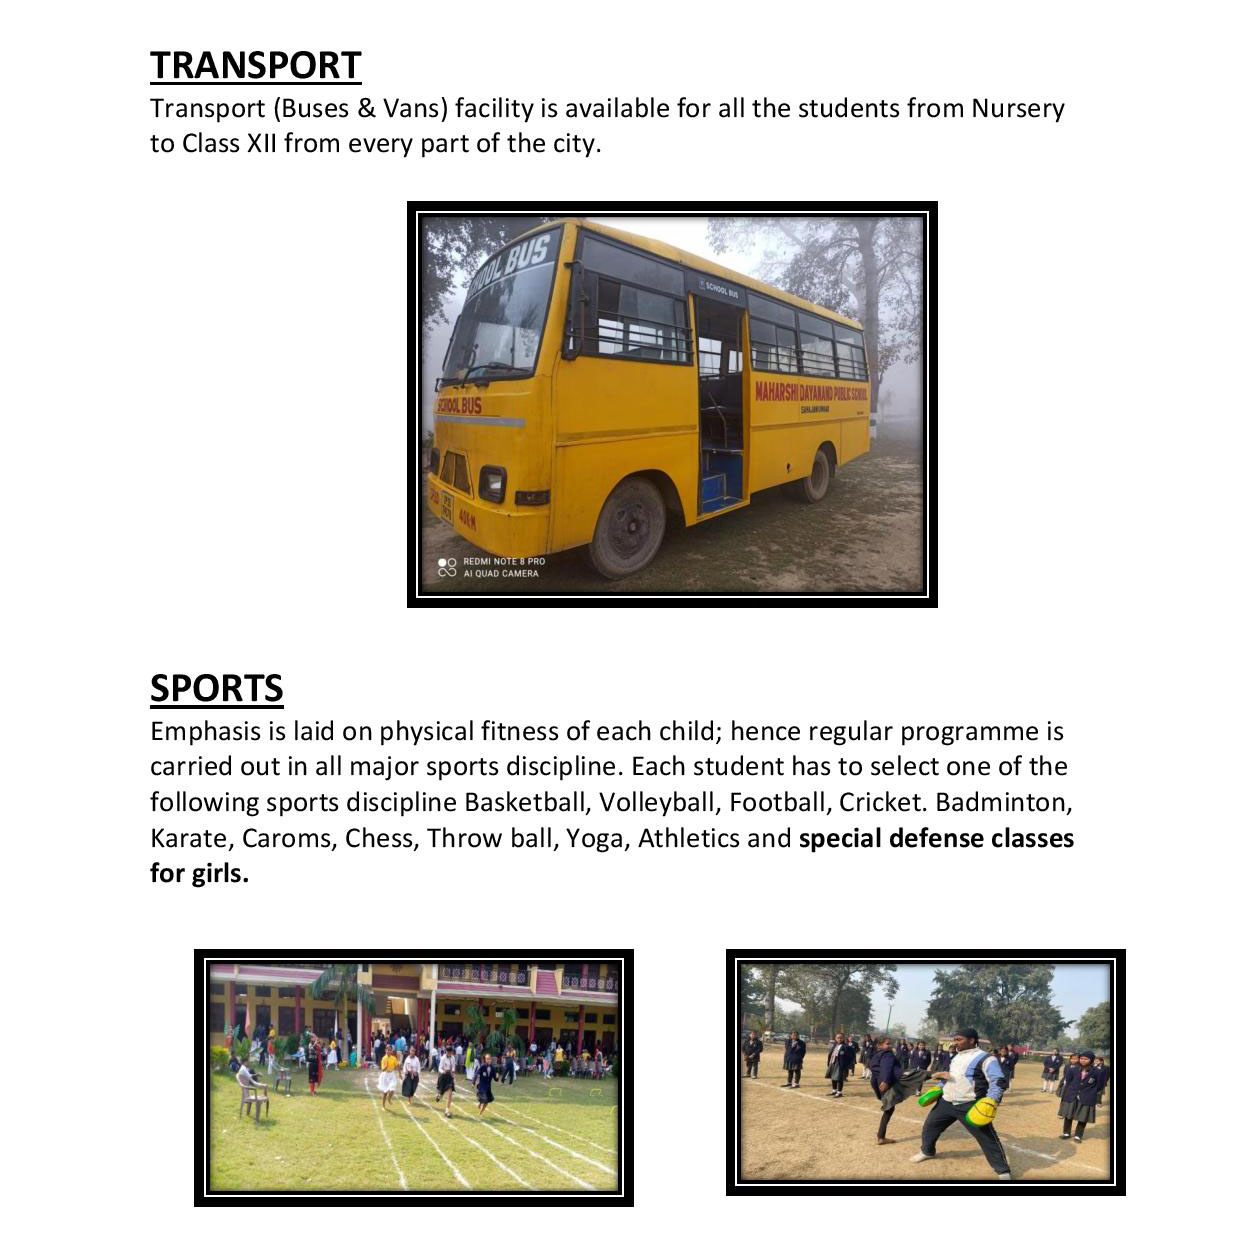 TRANSPORT
Transport (Buses & Vans) facility is available for all the students from Nursery
to Class XII from every part of the city.
SCHOOL BUS
SCHOOL BUS
MAHARSHI DAYANAND PUBLIC SCHOOL
SCHOOL BUS
REDMI NOTE 8 PRO
AI QUAD CAMERA
SPORTS
Emphasis is laid on physical fitness of each child; hence regular programme is
carried out in all major sports discipline. Each student has to select one of the
following sports discipline Basketball, Volleyball, Football, Cricket. Badminton,
Karate, Caroms, Chess, Throw ball, Yoga, Athletics and special defense classes
for girls.